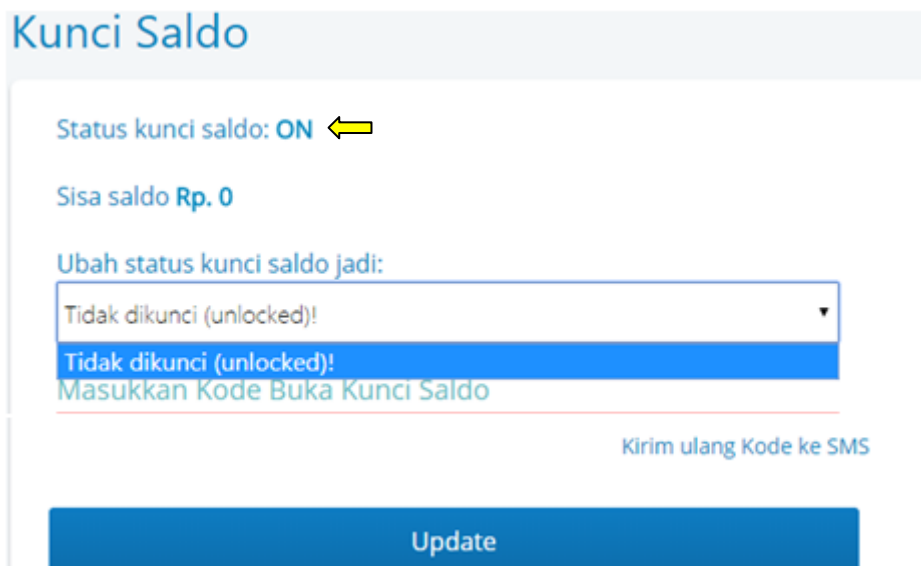 Kunci Saldo
Status kunci saldo: ON
Sisa saldo Rp. 0
Ubah status kunci saldo jadi:
Tidak dikunci (unlocked)!
Tidak dikunci (unlocked)!
Masukkan Kode Buka Kunci Saldo
Kirim ulang Kode ke SMS
Update